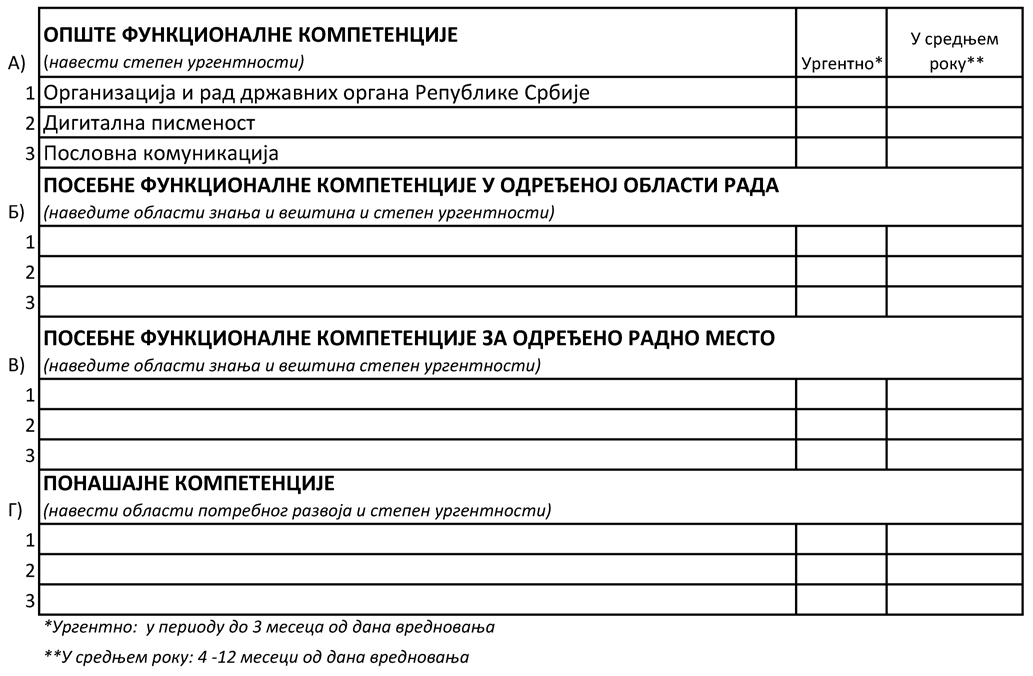 ОПШТЕ ФУНКЦИОНАЛНЕ КОМПЕТЕНЦИЈЕ
А) (навести степен ургентности) Ургентно* У средњем року**
1 Организација и рад државних органа Републике Србије
2 Дигитална писменост
3 Пословна комуникација
ПОСЕБНЕ ФУНКЦИОНАЛНЕ КОМПЕТЕНЦИЈЕ У ОДРЕЂЕНОЈ ОБЛАСТИ РАДА
Б) (наведите области знања и вештина и степен ургентности)
1
2
3
ПОСЕБНЕ ФУНКЦИОНАЛНЕ КОМПЕТЕНЦИЈЕ ЗА ОДРЕЂЕНО РАДНО МЕСТО
В) (наведите области знања и вештина степен ургентности)
1
2
3
ПОНАШАЈНЕ КОМПЕТЕНЦИЈЕ
Г) (навести области потребног развоја и степен ургентности)
1
2
3
*Ургентно: у периоду до 3 месеца од дана вредновања
**У средњем року: 4 -12 месеци од дана вредновања